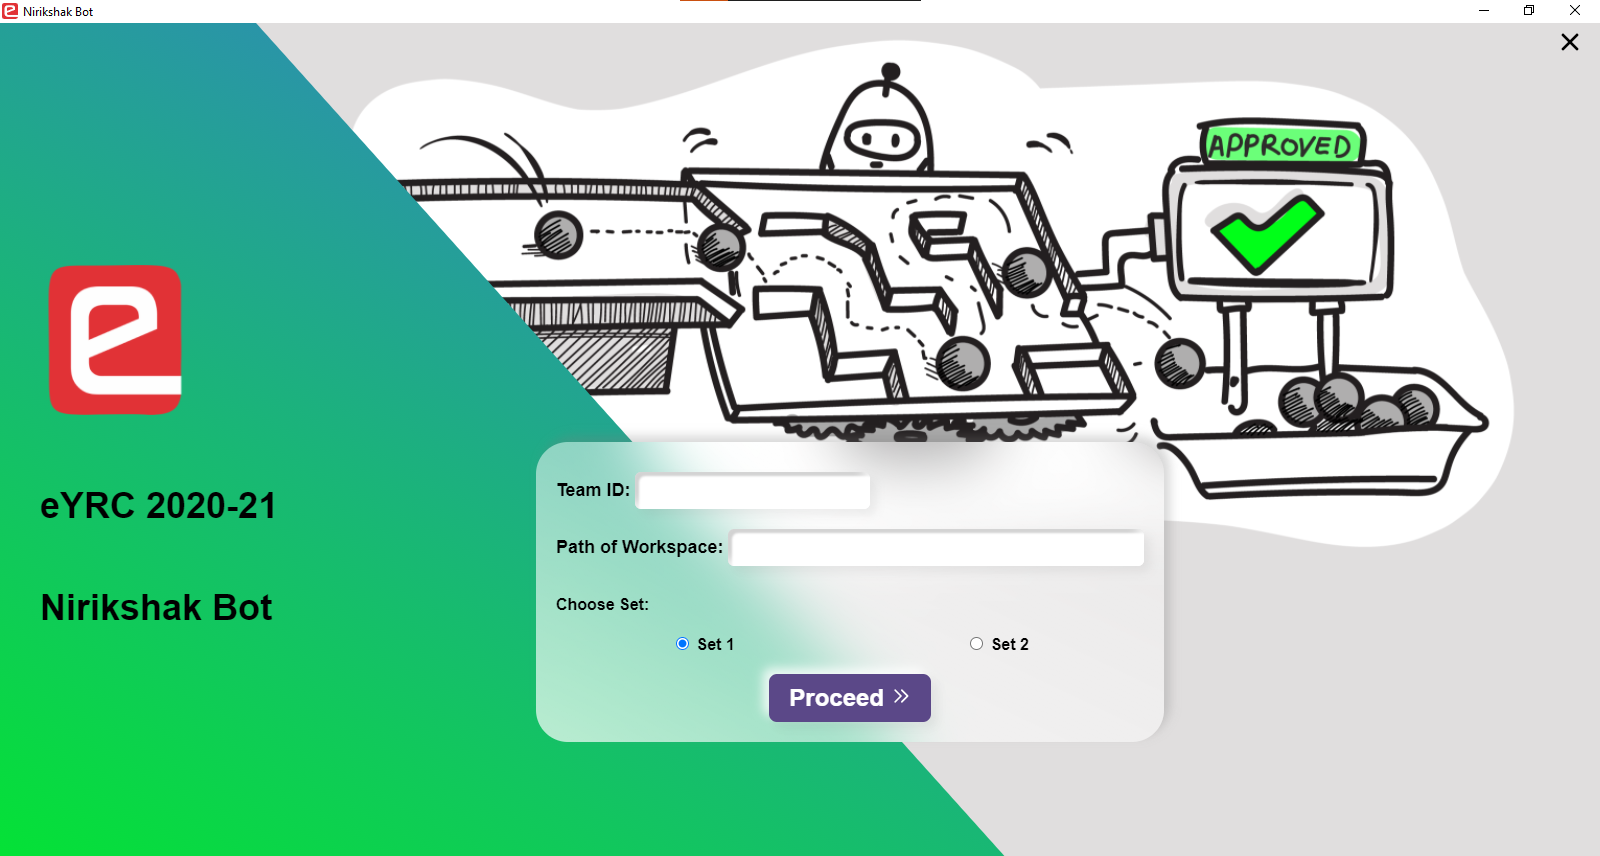 Nirikshak Bot
APPROVED
eYRC 2020-21
Nirikshak Bot
Team ID:
Path of Workspace:
Choose Set:
Set 1 Set 2
Proceed »